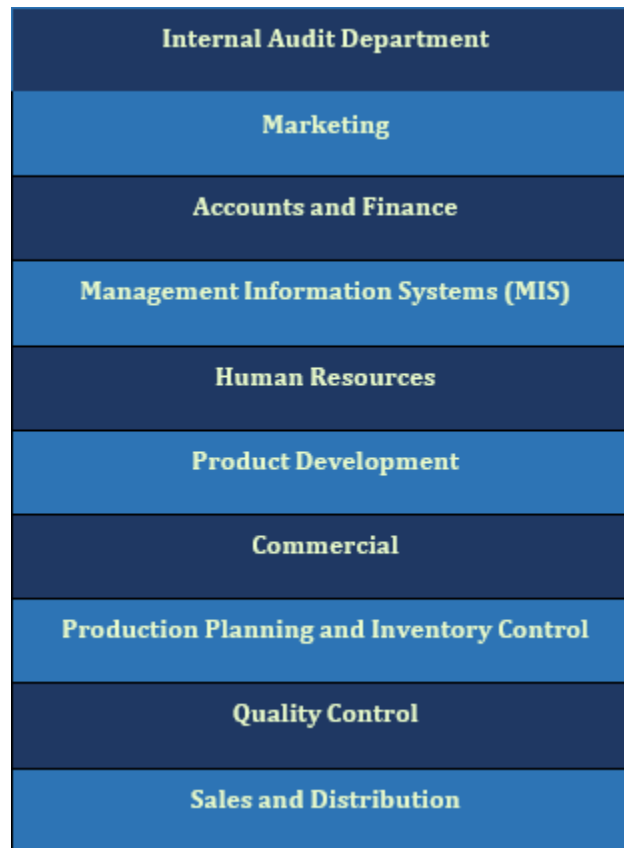 Internal Audit Department
Marketing
Accounts and Finance
Management Information Systems (MIS)
Human Resources
Product Development
Commercial
Production Planning and Inventory Control
Quality Control
Sales and Distribution